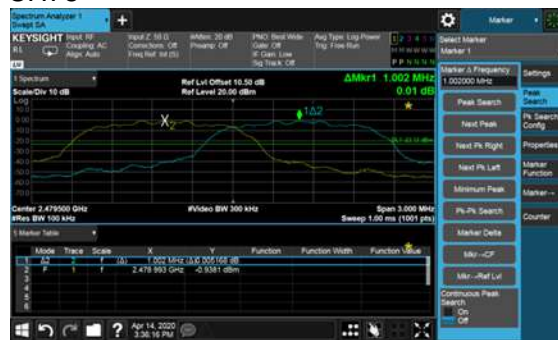 Spectrum Analyzer 1
Swept SA
Marker
KEYSIGHT Input: RF
RL
Coupling: AC
Align: Auto
Input Z: 50 Ω
Corrections: Off
Freq Ref: Int (S)
#Atten: 20 dB
Preamp: Off
PNO: Best Wide
Gate: Off
IF Gain: Low
Sig Track: Off
Avg Type: Log-Power
Trig: Free Run
Select Marker
Marker 1
1 Spectrum
Scale/Div 10 dB
Log
Ref Lvl Offset 10.50 dB
Ref Level 20.00 dBm
ΔMkr1 1.002 MHz
0.01 dB
1Δ2
X2
Center 2.479500 GHz
#Res BW 100 kHz
#Video BW 300 kHz
Span 3.000 MHz
Sweep 1.00 ms (1001 pts)
Marker Δ Frequency
1.002000 MHz
Peak Search
Next Peak
Next Pk Right
Next Pk Left
Minimum Peak
Pk-Pk Search
Marker Delta
Mkr→CF
Mkr→Ref Lvl
Continuous Peak
Search
On
Off
Settings
Peak
Search
Pk Search
Config
Properties
Marker
Function
Marker→
Counter
5 Marker Table
Mode Trace Scale X Y Function Function Width Function Value
1 Δ2 2 f (Δ) 1.002 MHz (Δ) 0.005168 dB
2 F 1 f 2.478 993 GHz -0.9381 dBm
3
4
5
6
? Apr 14, 2020
3:36:16 PM